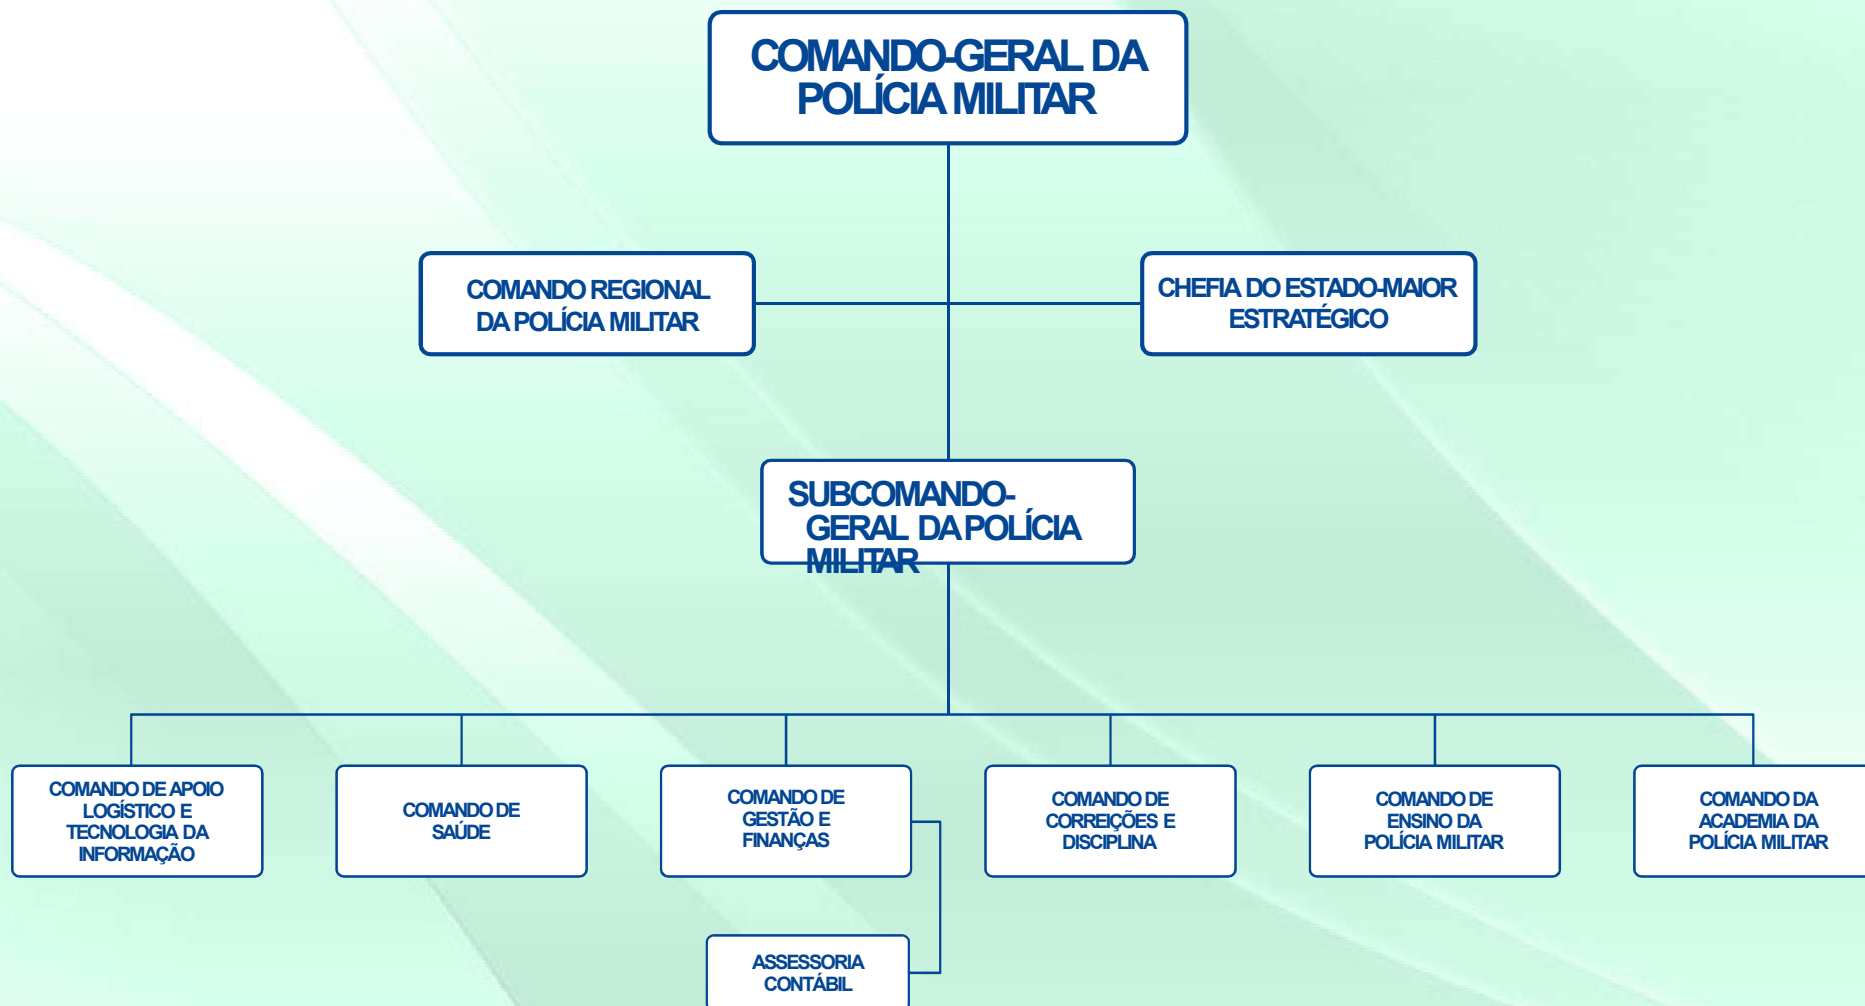 COMANDO-GERAL DA
POLÍCIA MILITAR
COMANDO REGIONAL
DA POLÍCIA MILITAR
CHEFIA DO ESTADO-MAIOR
ESTRATÉGICO
SUBCOMANDO-
GERAL DA POLÍCIA
MILITAR
COMANDO DE APOIO
LOGÍSTICO E
TECNOLOGIA DA
INFORMAÇÃO
COMANDO DE
SAÚDE
COMANDO DE
GESTÃO E
FINANÇAS
COMANDO DE
CORREIÇÕES E
DISCIPLINA
COMANDO DE
ENSINO DA
POLÍCIA MILITAR
COMANDO DA
ACADEMIA DA
POLÍCIA MILITAR
ASSESSORIA
CONTÁBIL